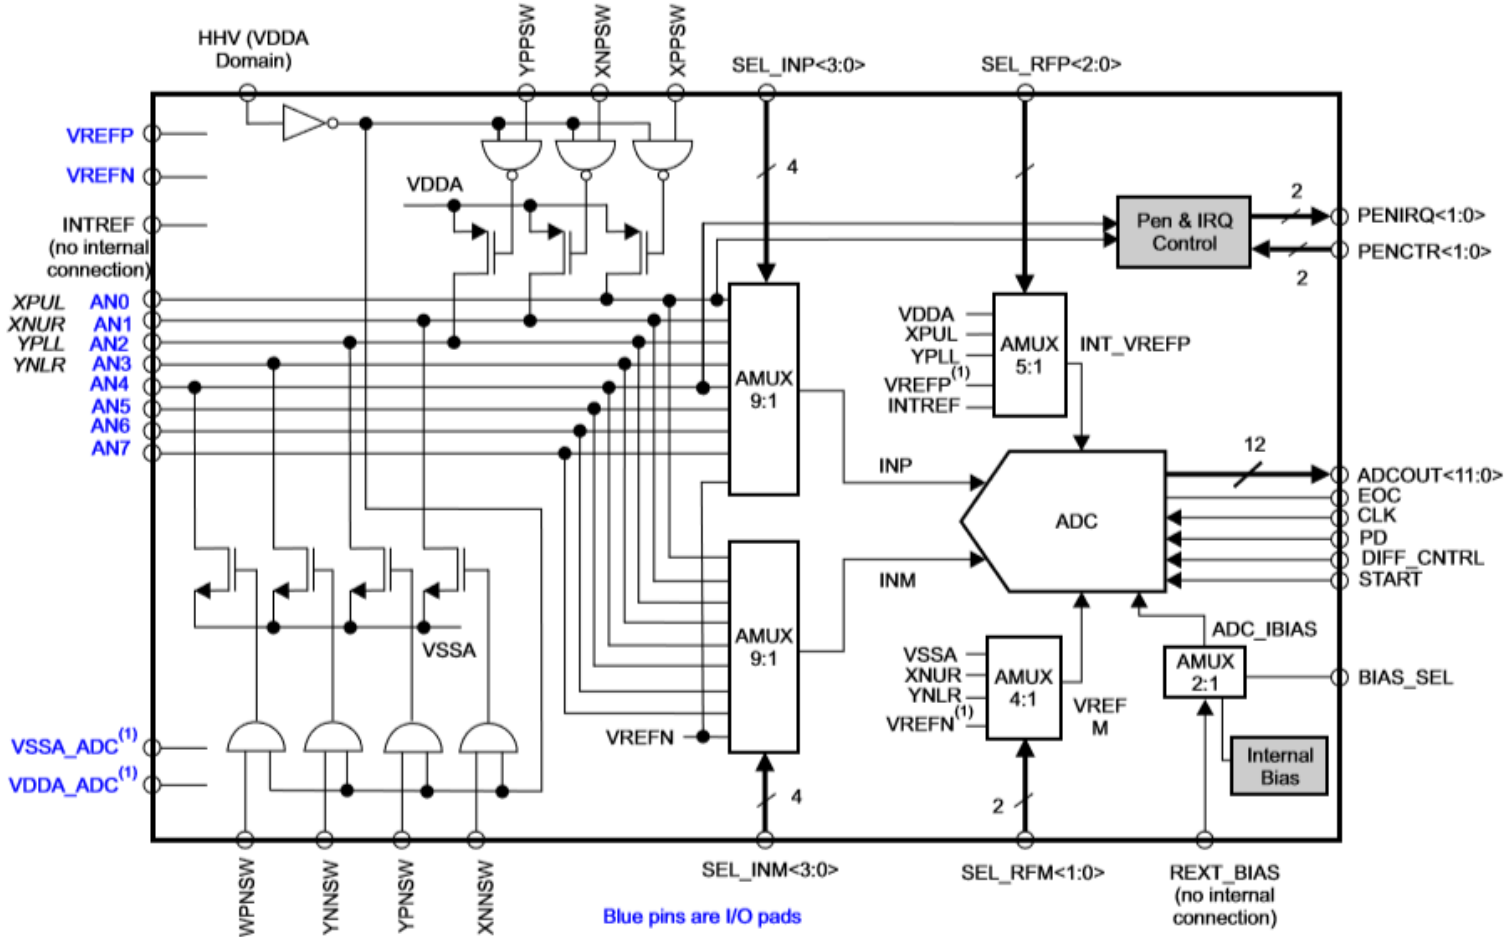 HHV (VDDA
Domain)
YPPSW
XNPSW
XPPSW
SEL_INP<3:0>
SEL_RFP<2:0>
VREFP
VREFN
INTREF
(no internal
connection)
VDDA
4
Pen & IRQ
Control
2
PENIRQ<1:0>
PENCTR<1:0>
2
XPUL AN0
XNUR AN1
YPLL AN2
YNLR AN3
AN4
AN5
AN6
AN7
AMUX
9:1
VDDA
XPUL
YPLL
VREFP(1)
INTREF
AMUX
5:1
INT_VREFP
INP
INM
ADC
12
ADCOUT<11:0>
EOC
CLK
PD
DIFF_CNTRL
START
VSSA
AMUX
9:1
VREFN
4
VSSA
XNUR
YNLR
VREFN(1)
AMUX
4:1
VREF
M
2
ADC_IBIAS
AMUX
2:1
BIAS_SEL
Internal
Bias
VSSA_ADC(1)
VDDA_ADC(1)
WPNSW
YNNSW
YPNSW
XNNSW
SEL_INM<3:0>
SEL_RFM<1:0>
REXT_BIAS
(no internal
connection)
Blue pins are I/O pads